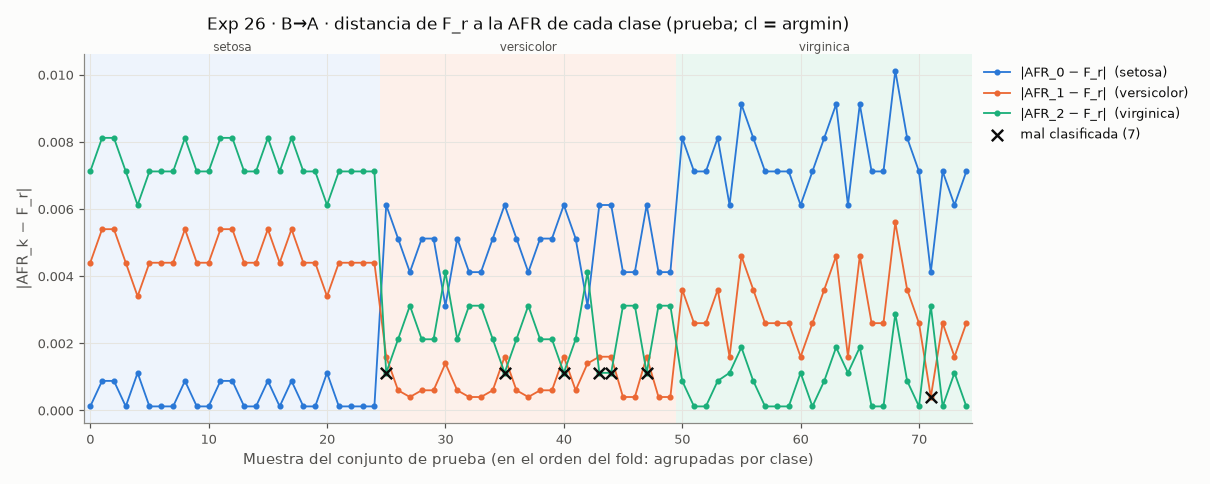 Exp 26 · B→A · distancia de F_r a la AFR de cada clase (prueba; cl = argmin)
setosa
versicolor
virginica
|AFR_0 − F_r| (setosa)
|AFR_1 − F_r| (versicolor)
|AFR_2 − F_r| (virginica)
mal clasificada (7)
|AFR_k − F_r|
0.010
0.008
0.006
0.004
0.002
0.000
0
10
20
30
40
50
60
70
Muestra del conjunto de prueba (en el orden del fold: agrupadas por clase)